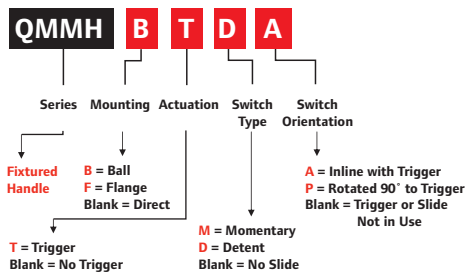 QMMH B T D A
Series Mounting Actuation Switch Type Switch Orientation
Fixtured Handle
B = Ball
F = Flange
Blank = Direct
A = Inline with Trigger
P = Rotated 90˚ to Trigger
Blank = Trigger or Slide
Not in Use
T = Trigger
Blank = No Trigger
M = Momentary
D = Detent
Blank = No Slide